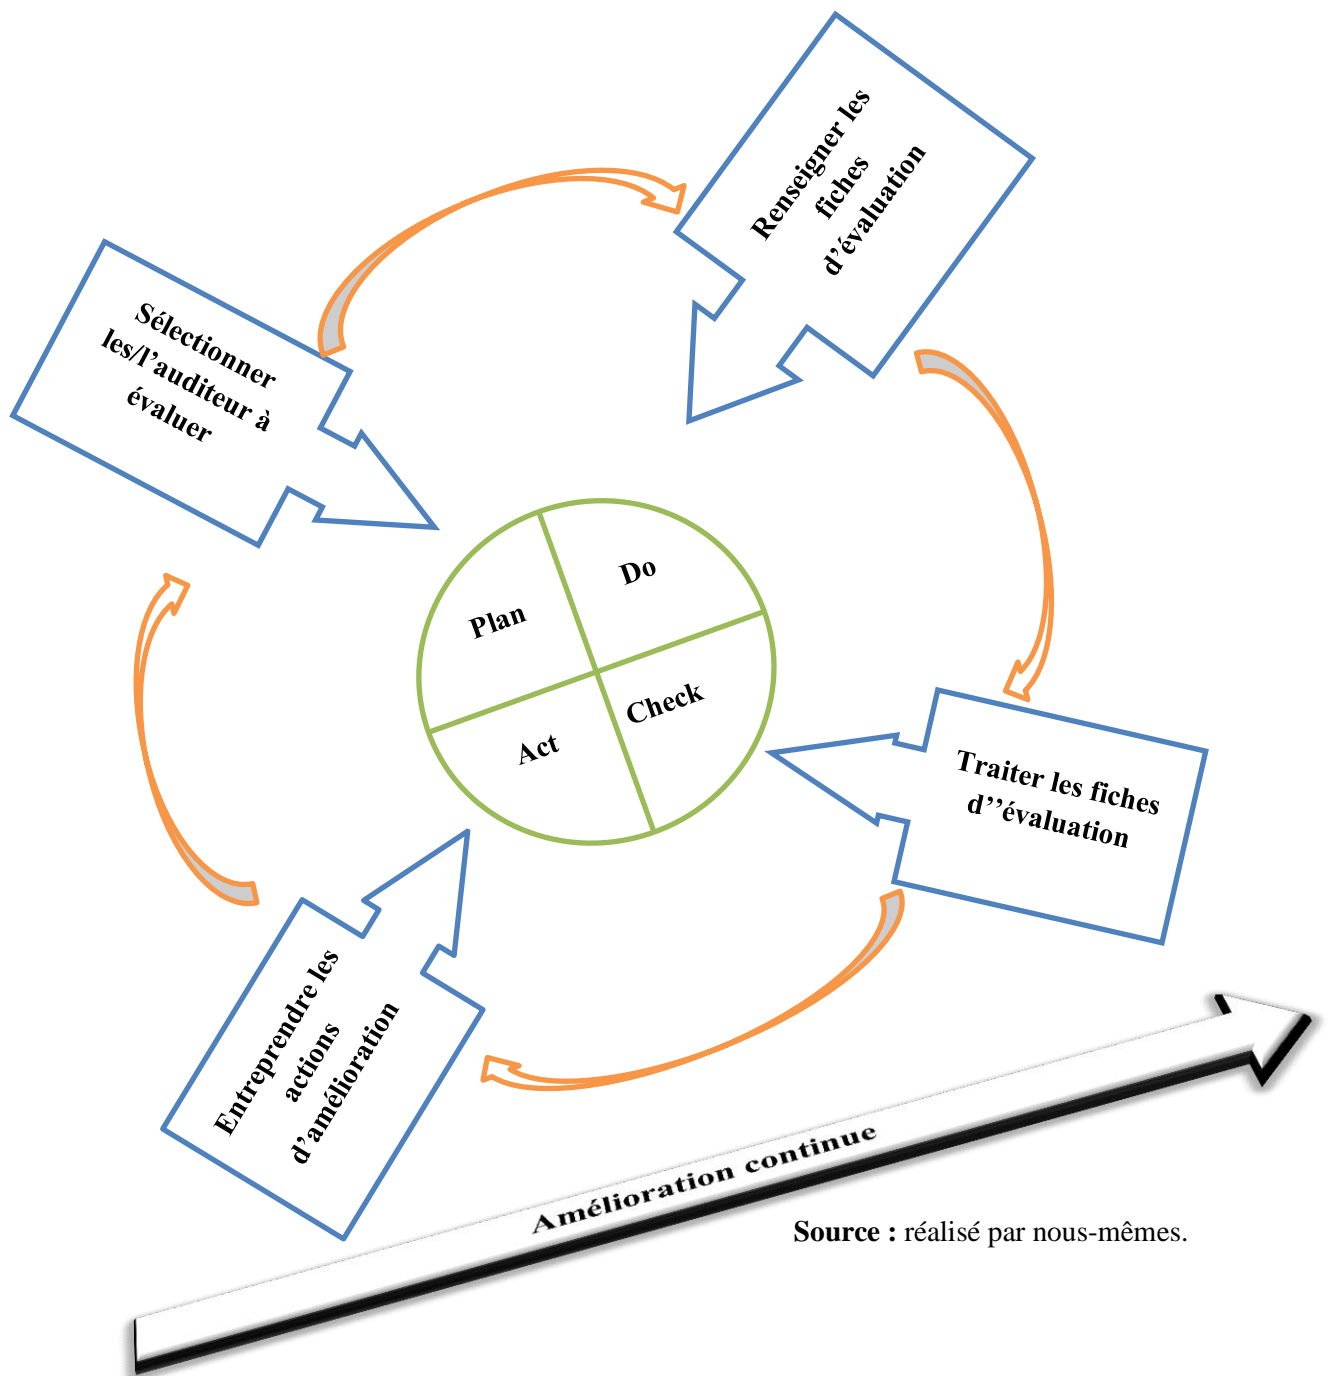 Renseigner les
fiches
d'évaluation
Sélectionner
les/l'auditeur à
évaluer
Do
Plan
Check
Act
Traiter les fiches
d''évaluation
Entreprendre les
actions
d'amélioration
Amélioration continue
Source : réalisé par nous-mêmes.